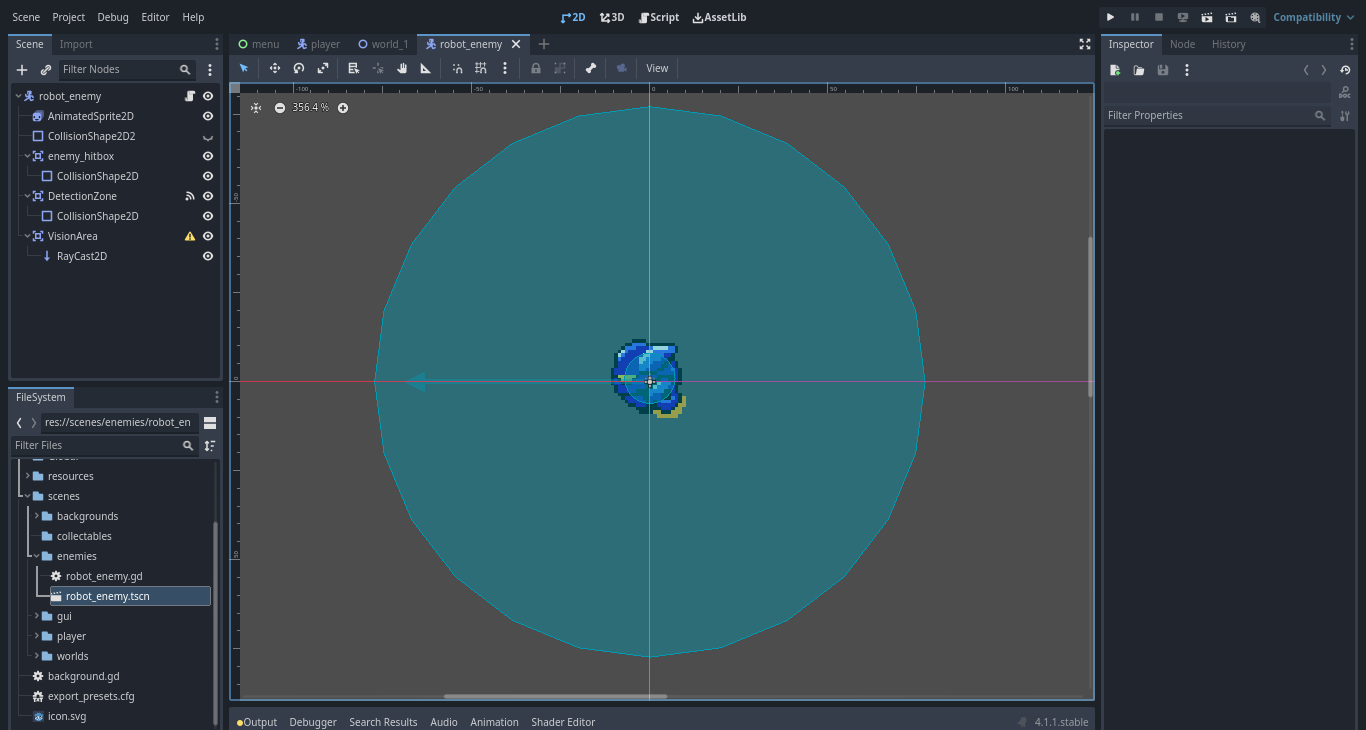 Scene Project Debug Editor Help
2D 3D Script AssetLib
Compatibility
Scene Import
menu player world_1 robot_enemy
Inspector Node History
Filter Nodes
View
robot_enemy
AnimatedSprite2D
CollisionShape2D2
enemy_hitbox
CollisionShape2D
DetectionZone
CollisionShape2D
VisionArea
RayCast2D
-100 -50 0 50 100
356.4 %
-50
0
50
Filter Properties
FileSystem
res://scenes/enemies/robot_en
Filter Files
resources
scenes
backgrounds
collectables
enemies
robot_enemy.gd
robot_enemy.tscn
gui
player
worlds
background.gd
export_presets.cfg
icon.svg
Output Debugger Search Results Audio Animation Shader Editor
4.1.1.stable